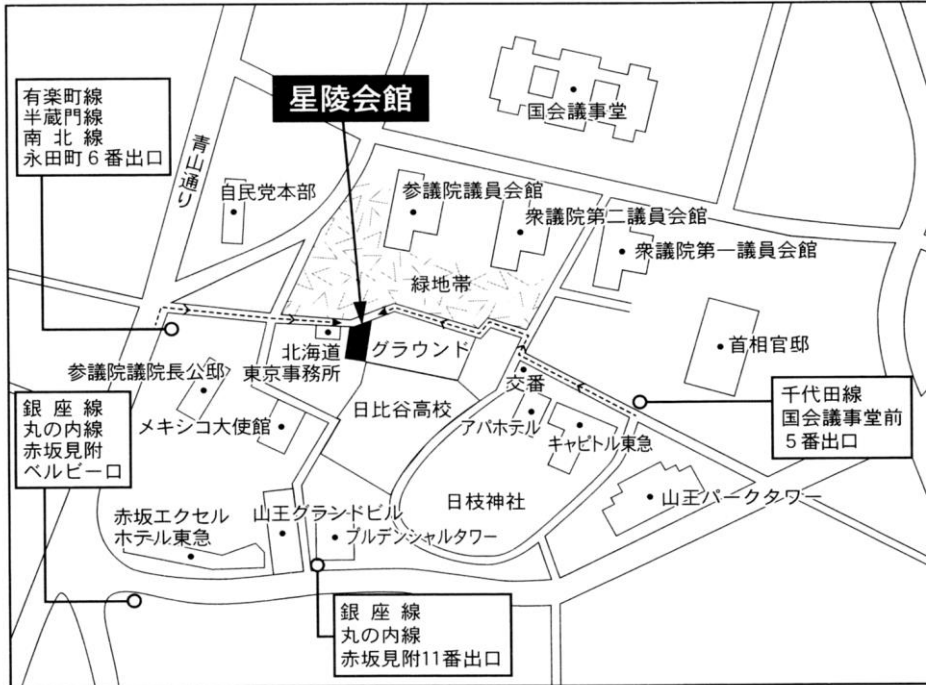 星陵会館
国会議事堂
有楽町線
半蔵門線
南北線
永田町6番出口
青山通り
自民党本部
参議院議員会館
衆議院第二議員会館
衆議院第一議員会館
緑地帯
首相官邸
北海道
東京事務所
グラウンド
参議院議院長公邸
交番
千代田線
国会議事堂前
5番出口
銀座線
丸の内線
赤坂見附
ベルビー口
メキシコ大使館
日比谷高校
アパホテル
キャピトル東急
日枝神社
山王パークタワー
赤坂エクセル
ホテル東急
山王グランドビル
プルデンシャルタワー
銀座線
丸の内線
赤坂見附11番出口